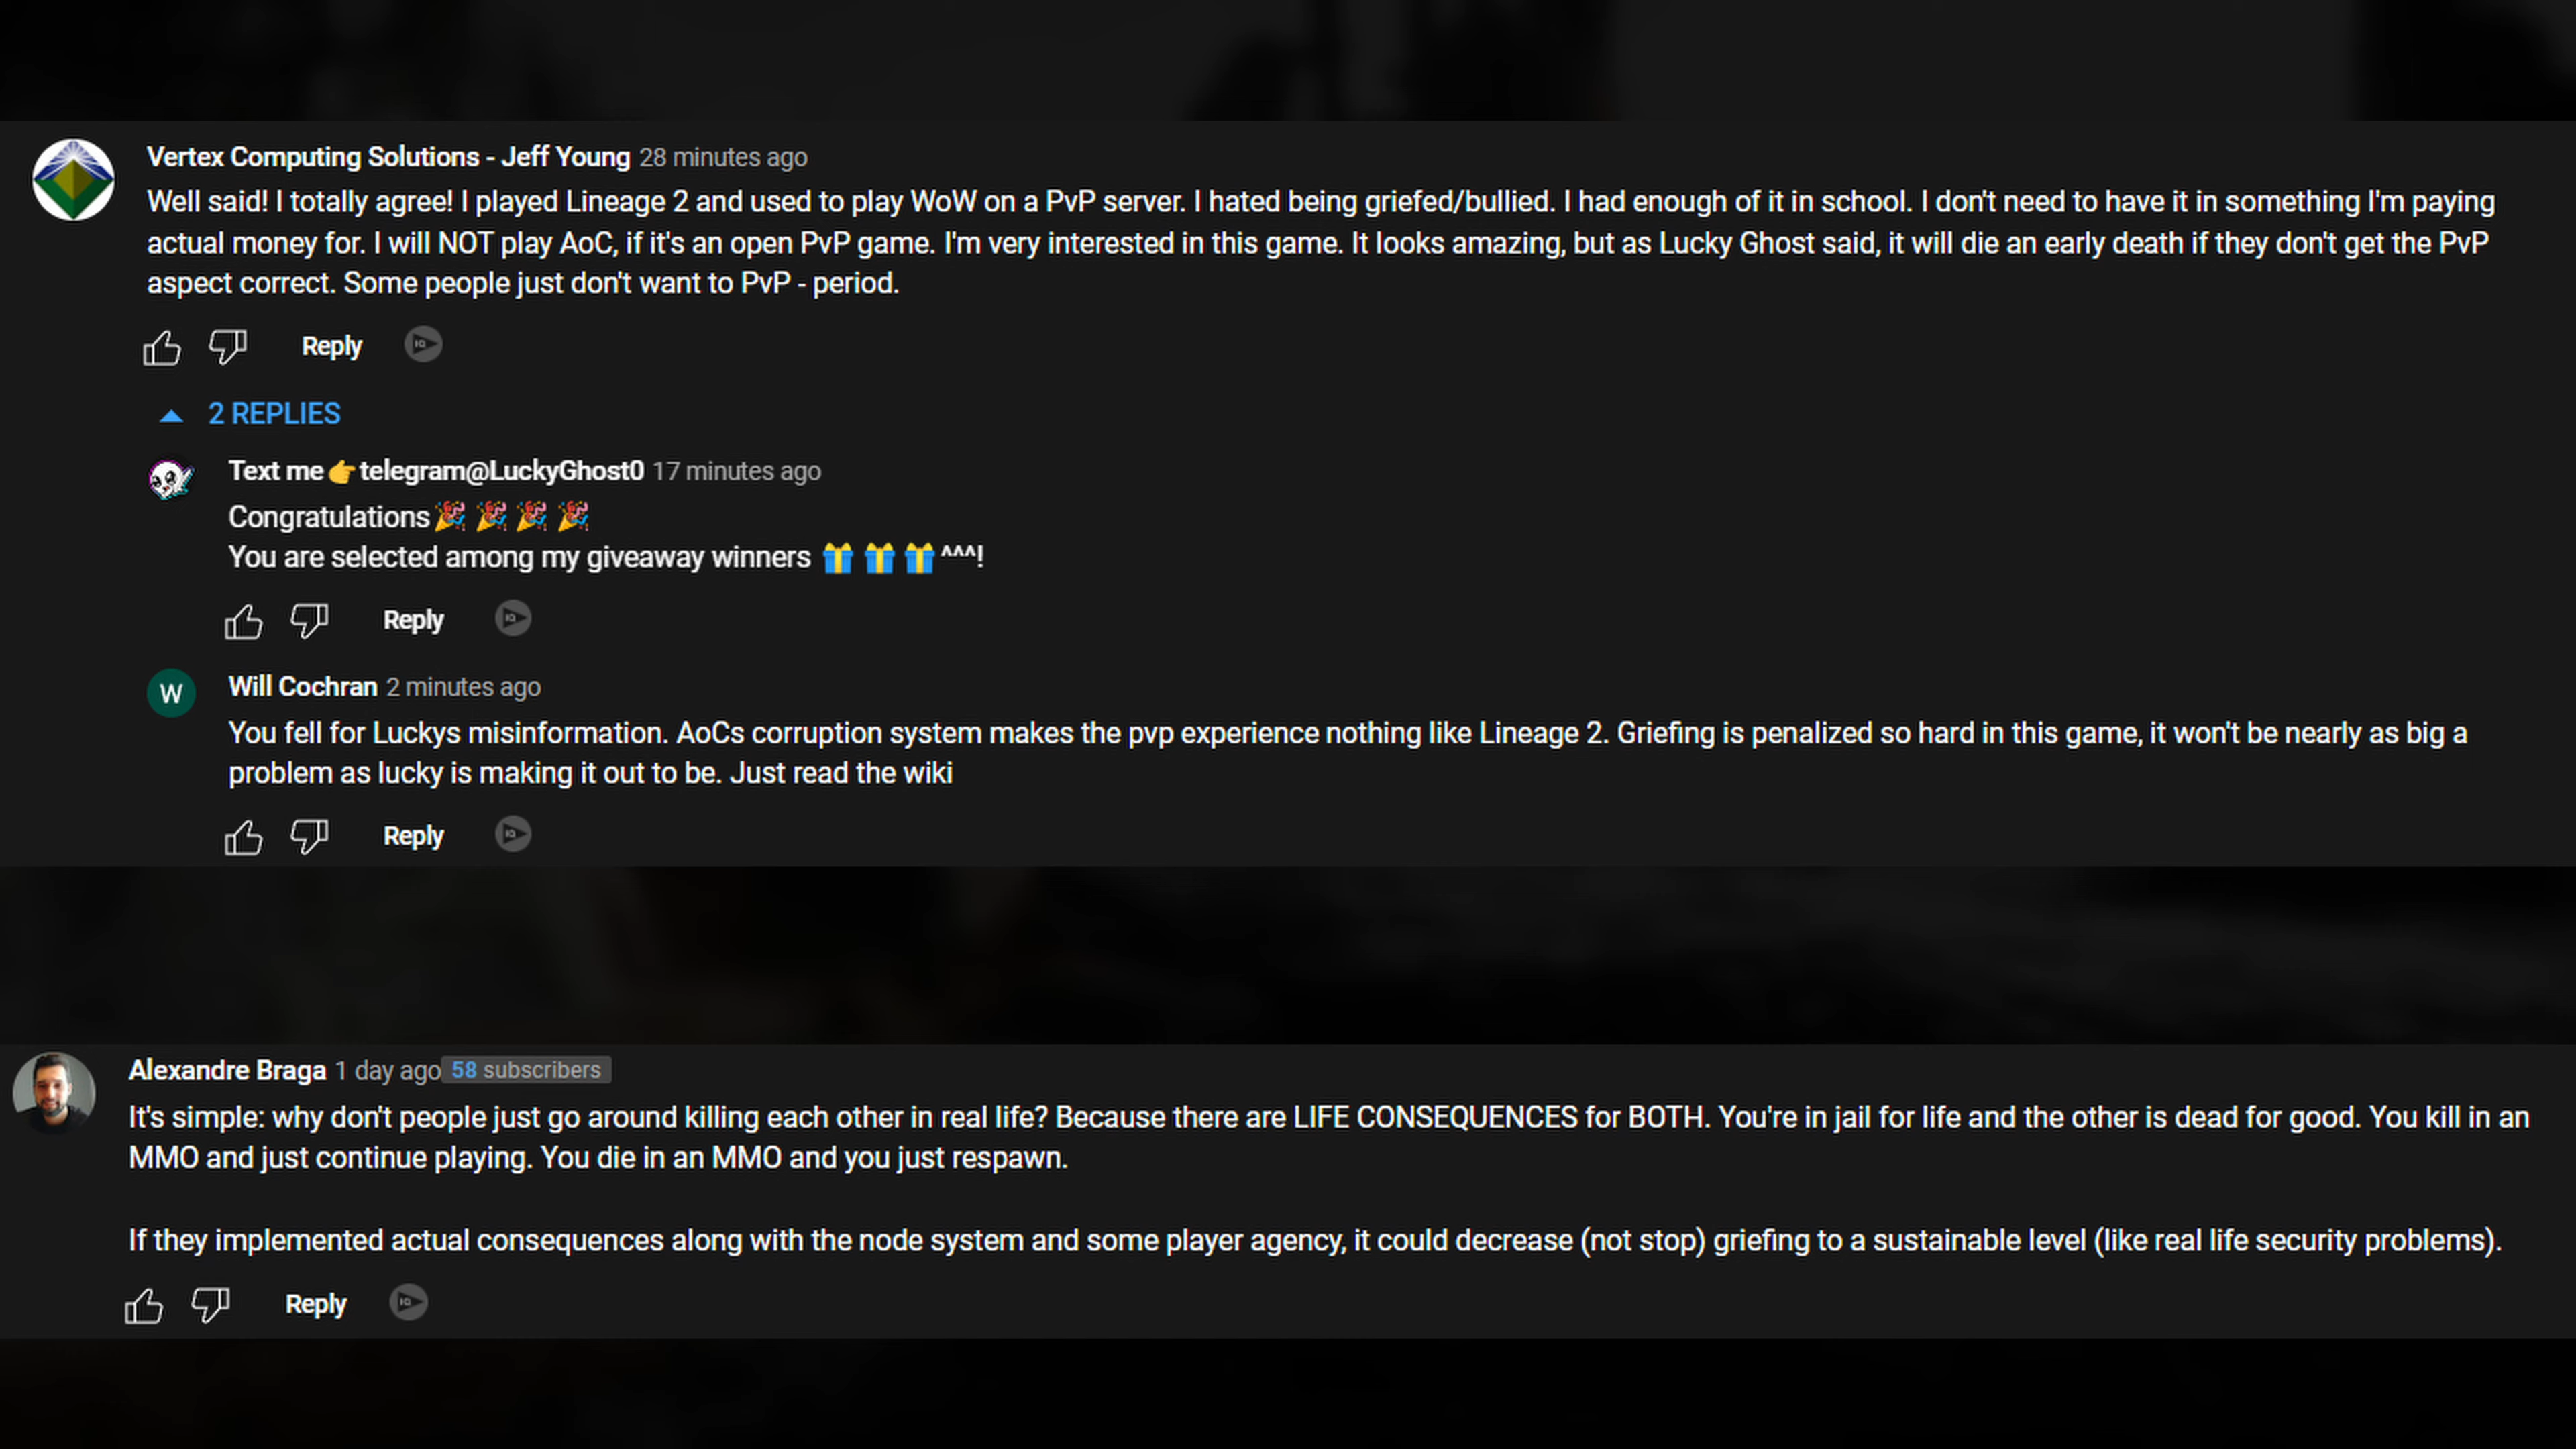 Vertex Computing Solutions - Jeff Young 28 minutes ago
Well said! I totally agree! I played Lineage 2 and used to play WoW on a PvP server. I hated being griefed/bullied. I had enough of it in school. I don't need to have it in something I'm paying
actual money for. I will NOT play AoC, if it's an open PvP game. I'm very interested in this game. It looks amazing, but as Lucky Ghost said, it will die an early death if they don't get the PvP
aspect correct. Some people just don't want to PvP - period.
Reply IQ
2 REPLIES
Text me👉telegram@LuckyGhost0 17 minutes ago
Congratulations🎉 🎉 🎉 🎉
You are selected among my giveaway winners 🎁 🎁 🎁^^^!
Reply IQ
W
Will Cochran 2 minutes ago
You fell for Luckys misinformation. AoCs corruption system makes the pvp experience nothing like Lineage 2. Griefing is penalized so hard in this game, it won't be nearly as big a
problem as lucky is making it out to be. Just read the wiki
Reply IQ
Alexandre Braga 1 day ago 58 subscribers
It's simple: why don't people just go around killing each other in real life? Because there are LIFE CONSEQUENCES for BOTH. You're in jail for life and the other is dead for good. You kill in an
MMO and just continue playing. You die in an MMO and you just respawn.
If they implemented actual consequences along with the node system and some player agency, it could decrease (not stop) griefing to a sustainable level (like real life security problems).
Reply IQ